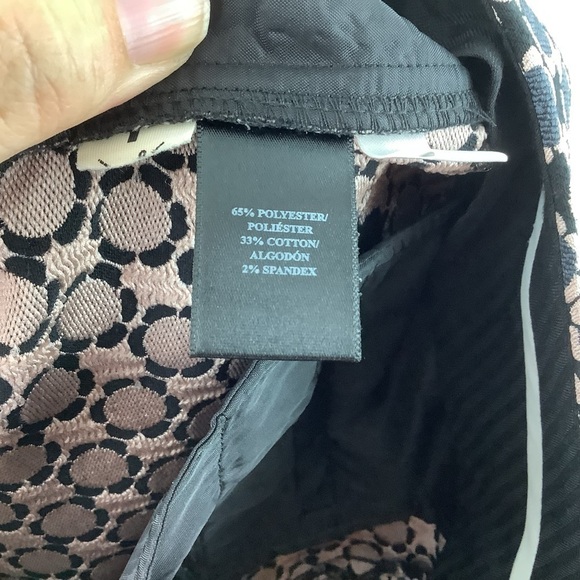 65% POLYESTER/
POLIÉSTER
33% COTTON/
ALGODÓN
2% SPANDEX